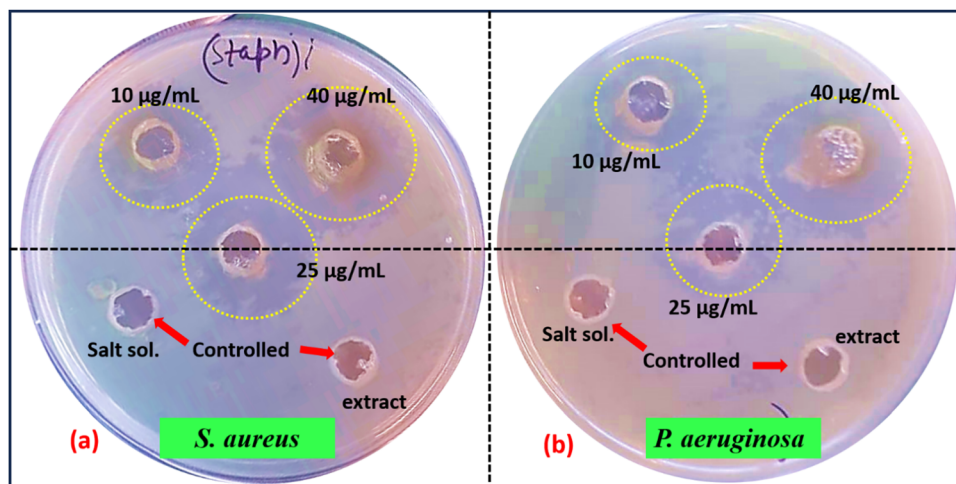 (Staph)i
10 µg/mL
40 µg/mL
25 µg/mL
Salt sol.
Controlled
extract
(a)
S. aureus
40 µg/mL
10 µg/mL
25 µg/mL
Salt sol.
Controlled
extract
(b)
P. aeruginosa